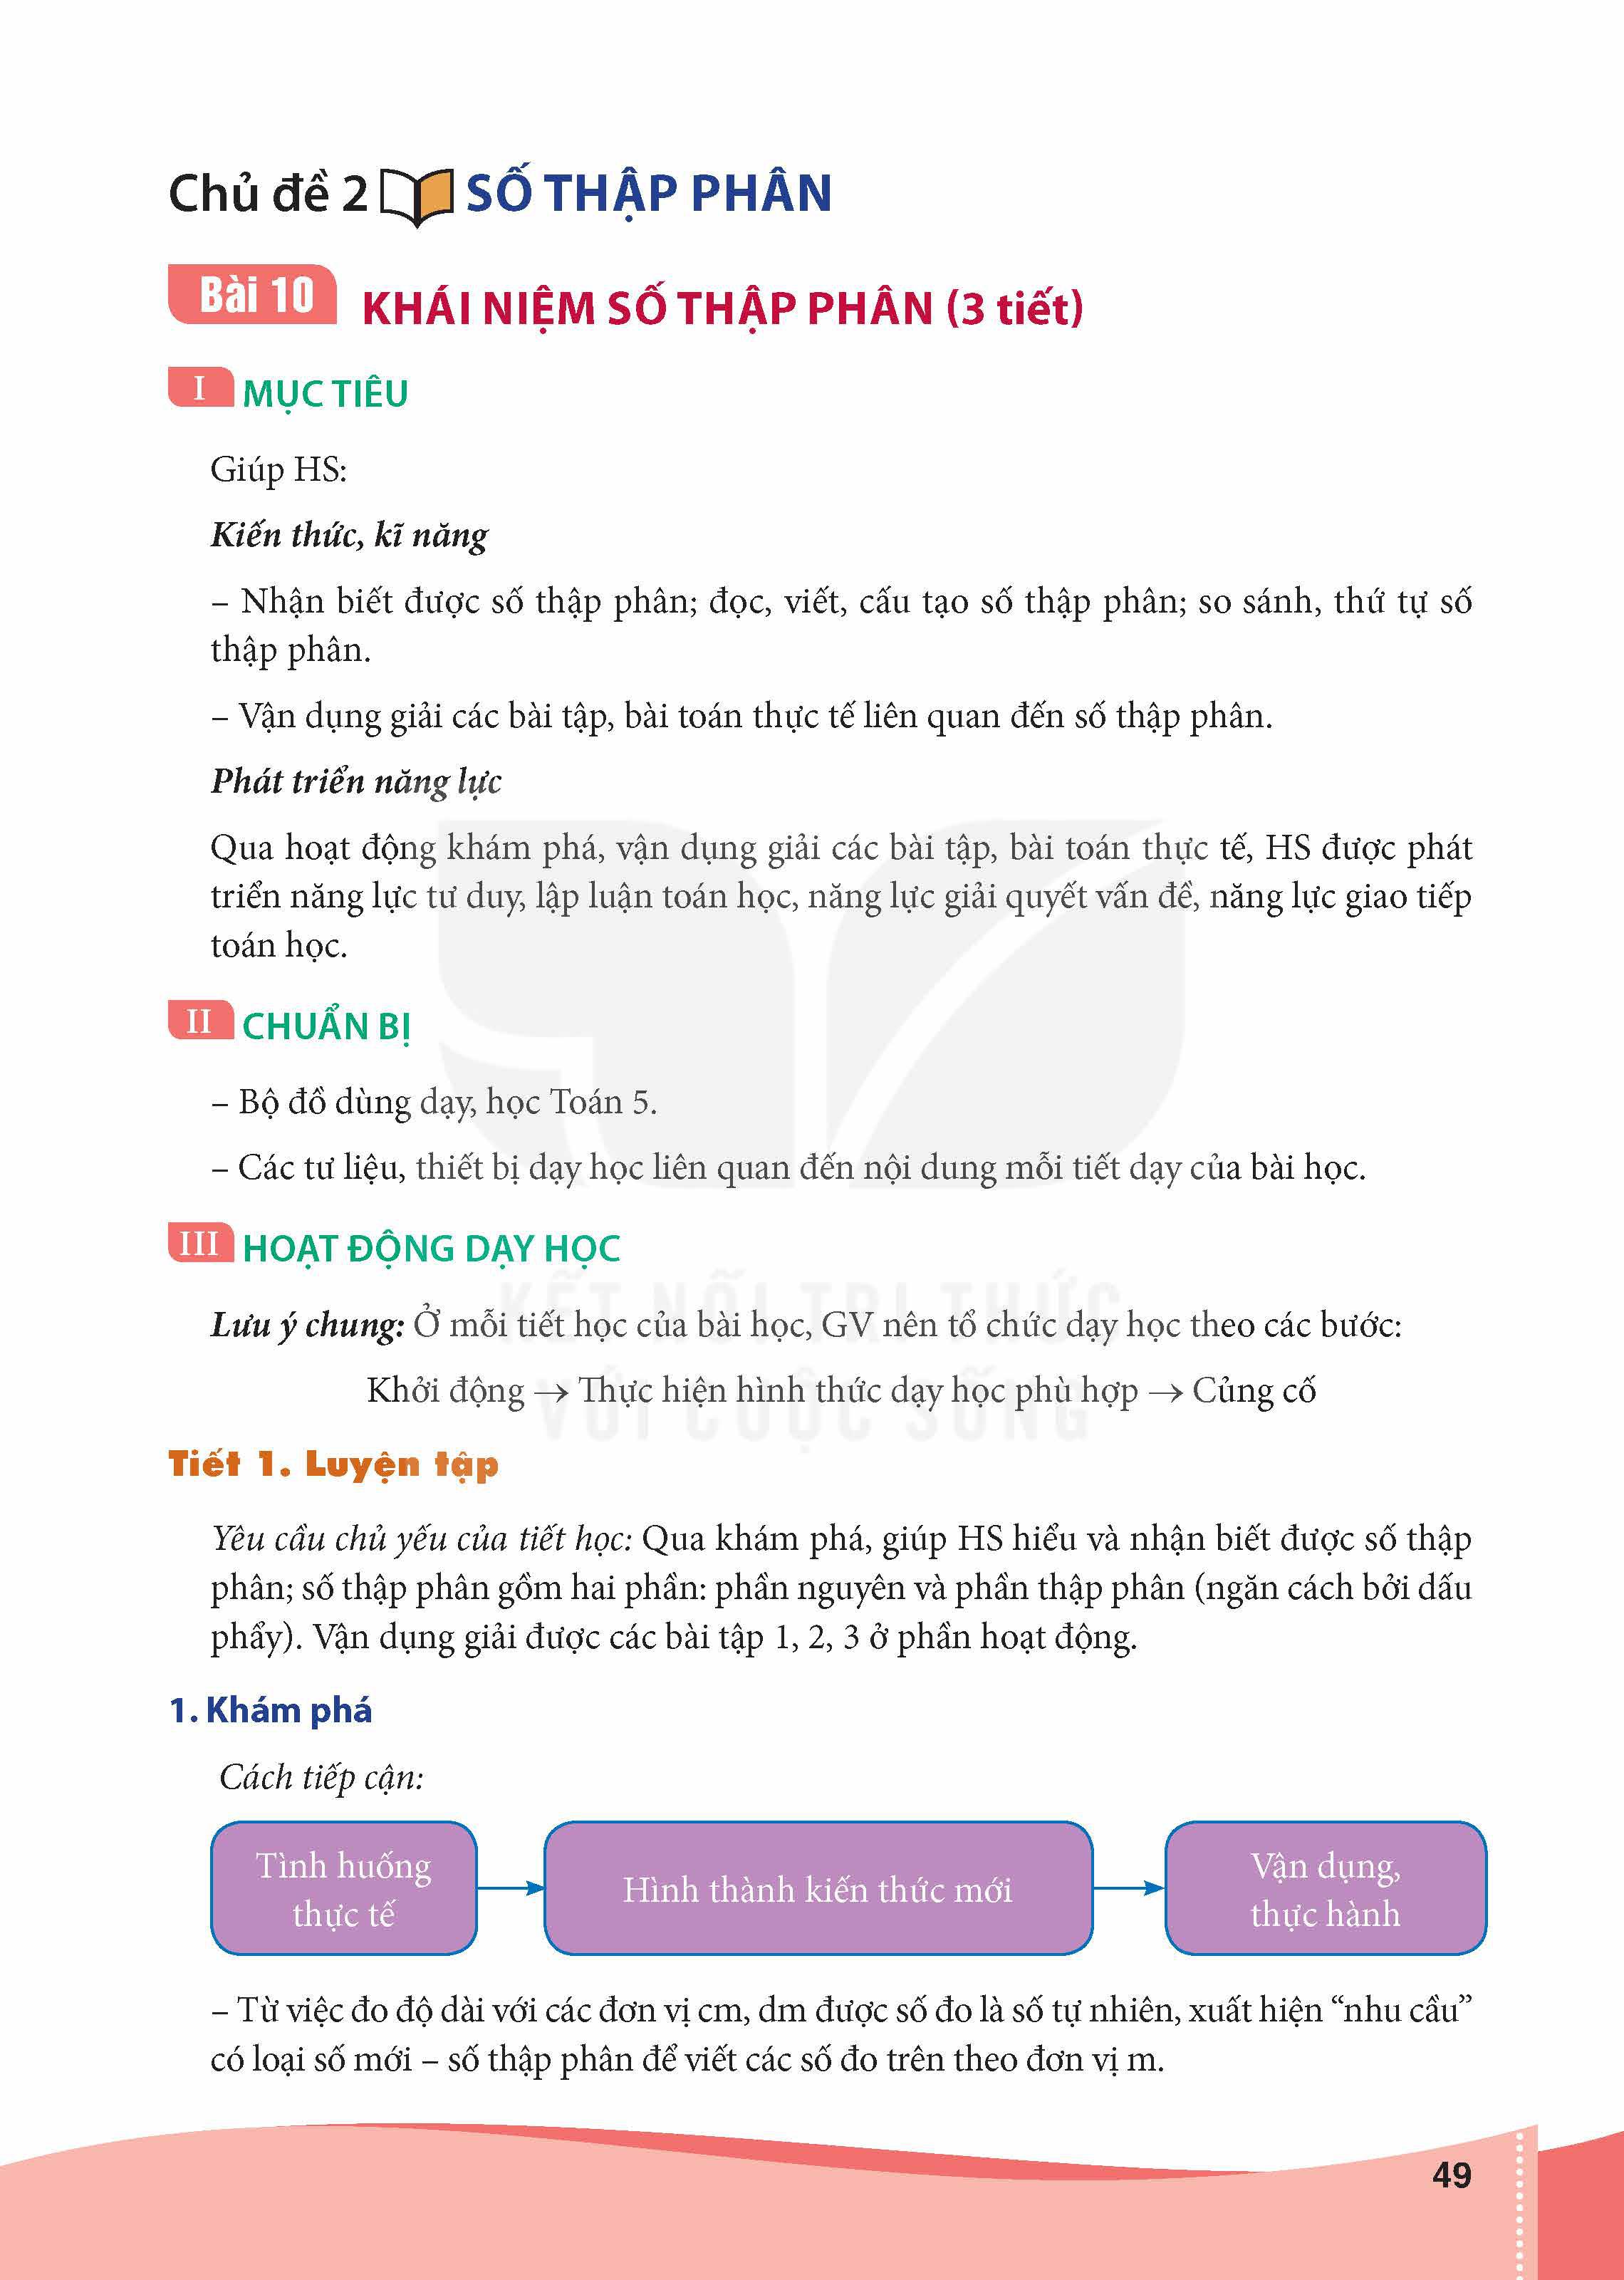 Chủ đề 2 SỐ THẬP PHÂN
Bài 10 KHÁI NIỆM SỐ THẬP PHÂN (3 tiết)
I MỤC TIÊU
Giúp HS:
Kiến thức, kĩ năng
– Nhận biết được số thập phân; đọc, viết, cấu tạo số thập phân; so sánh, thứ tự số
thập phân.
– Vận dụng giải các bài tập, bài toán thực tế liên quan đến số thập phân.
Phát triển năng lực
Qua hoạt động khám phá, vận dụng giải các bài tập, bài toán thực tế, HS được phát
triển năng lực tư duy, lập luận toán học, năng lực giải quyết vấn đề, năng lực giao tiếp
toán học.
II CHUẨN BỊ
– Bộ đồ dùng dạy, học Toán 5.
– Các tư liệu, thiết bị dạy học liên quan đến nội dung mỗi tiết dạy của bài học.
III HOẠT ĐỘNG DẠY HỌC
KẾT NỐI TRI THỨC
Lưu ý chung: Ở mỗi tiết học của bài học, GV nên tổ chức dạy học theo các bước:
Khởi động → Thực hiện hình thức dạy học phù hợp → Củng cố
VỚI CUỘC SỐNG
Tiết 1. Luyện tập
Yêu cầu chủ yếu của tiết học: Qua khám phá, giúp HS hiểu và nhận biết được số thập
phân; số thập phân gồm hai phần: phần nguyên và phần thập phân (ngăn cách bởi dấu
phẩy). Vận dụng giải được các bài tập 1, 2, 3 ở phần hoạt động.
1. Khám phá
Cách tiếp cận:
Tình huống
thực tế
Hình thành kiến thức mới
Vận dụng,
thực hành
– Từ việc đo độ dài với các đơn vị cm, dm được số đo là số tự nhiên, xuất hiện “nhu cầu”
có loại số mới – số thập phân để viết các số đo trên theo đơn vị m.
49